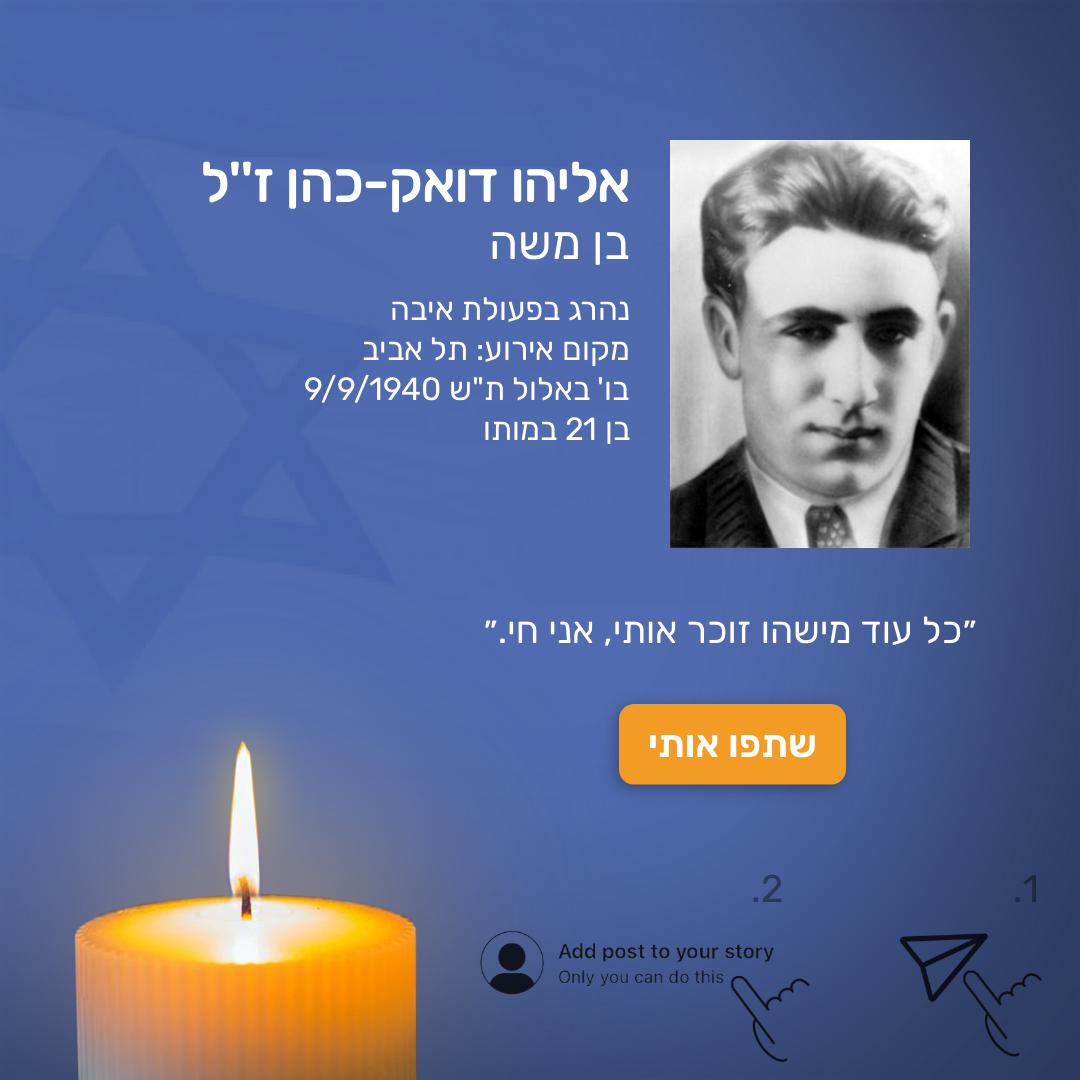 אליהו דואק-כהן ז"ל
בן משה
נהרג בפעולת איבה
מקום אירוע: תל אביב
בו' באלול ת"ש 9/9/1940
בן 21 במותו
״כל עוד מישהו זוכר אותי, אני חי.״
שתפו אותי
.1
.2
Add post to your story
Only you can do this